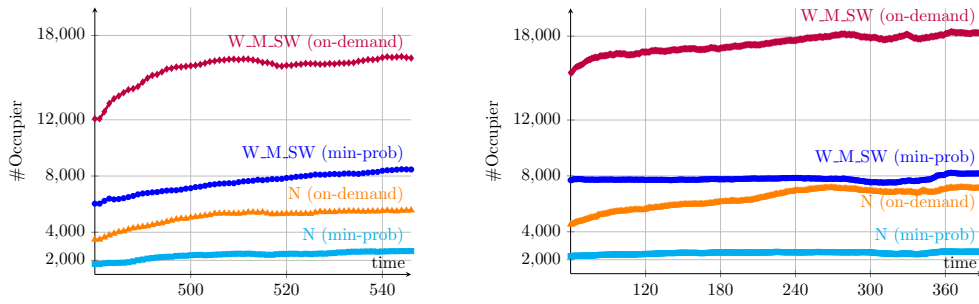 18,000
12,000
8,000
4,000
2,000
#Occupier
W_M_SW (on-demand)
W_M_SW (min-prob)
N (on-demand)
N (min-prob)
time
500
520
540
18,000
12,000
8,000
4,000
2,000
#Occupier
W_M_SW (on-demand)
W_M_SW (min-prob)
N (on-demand)
N (min-prob)
time
120
180
240
300
360